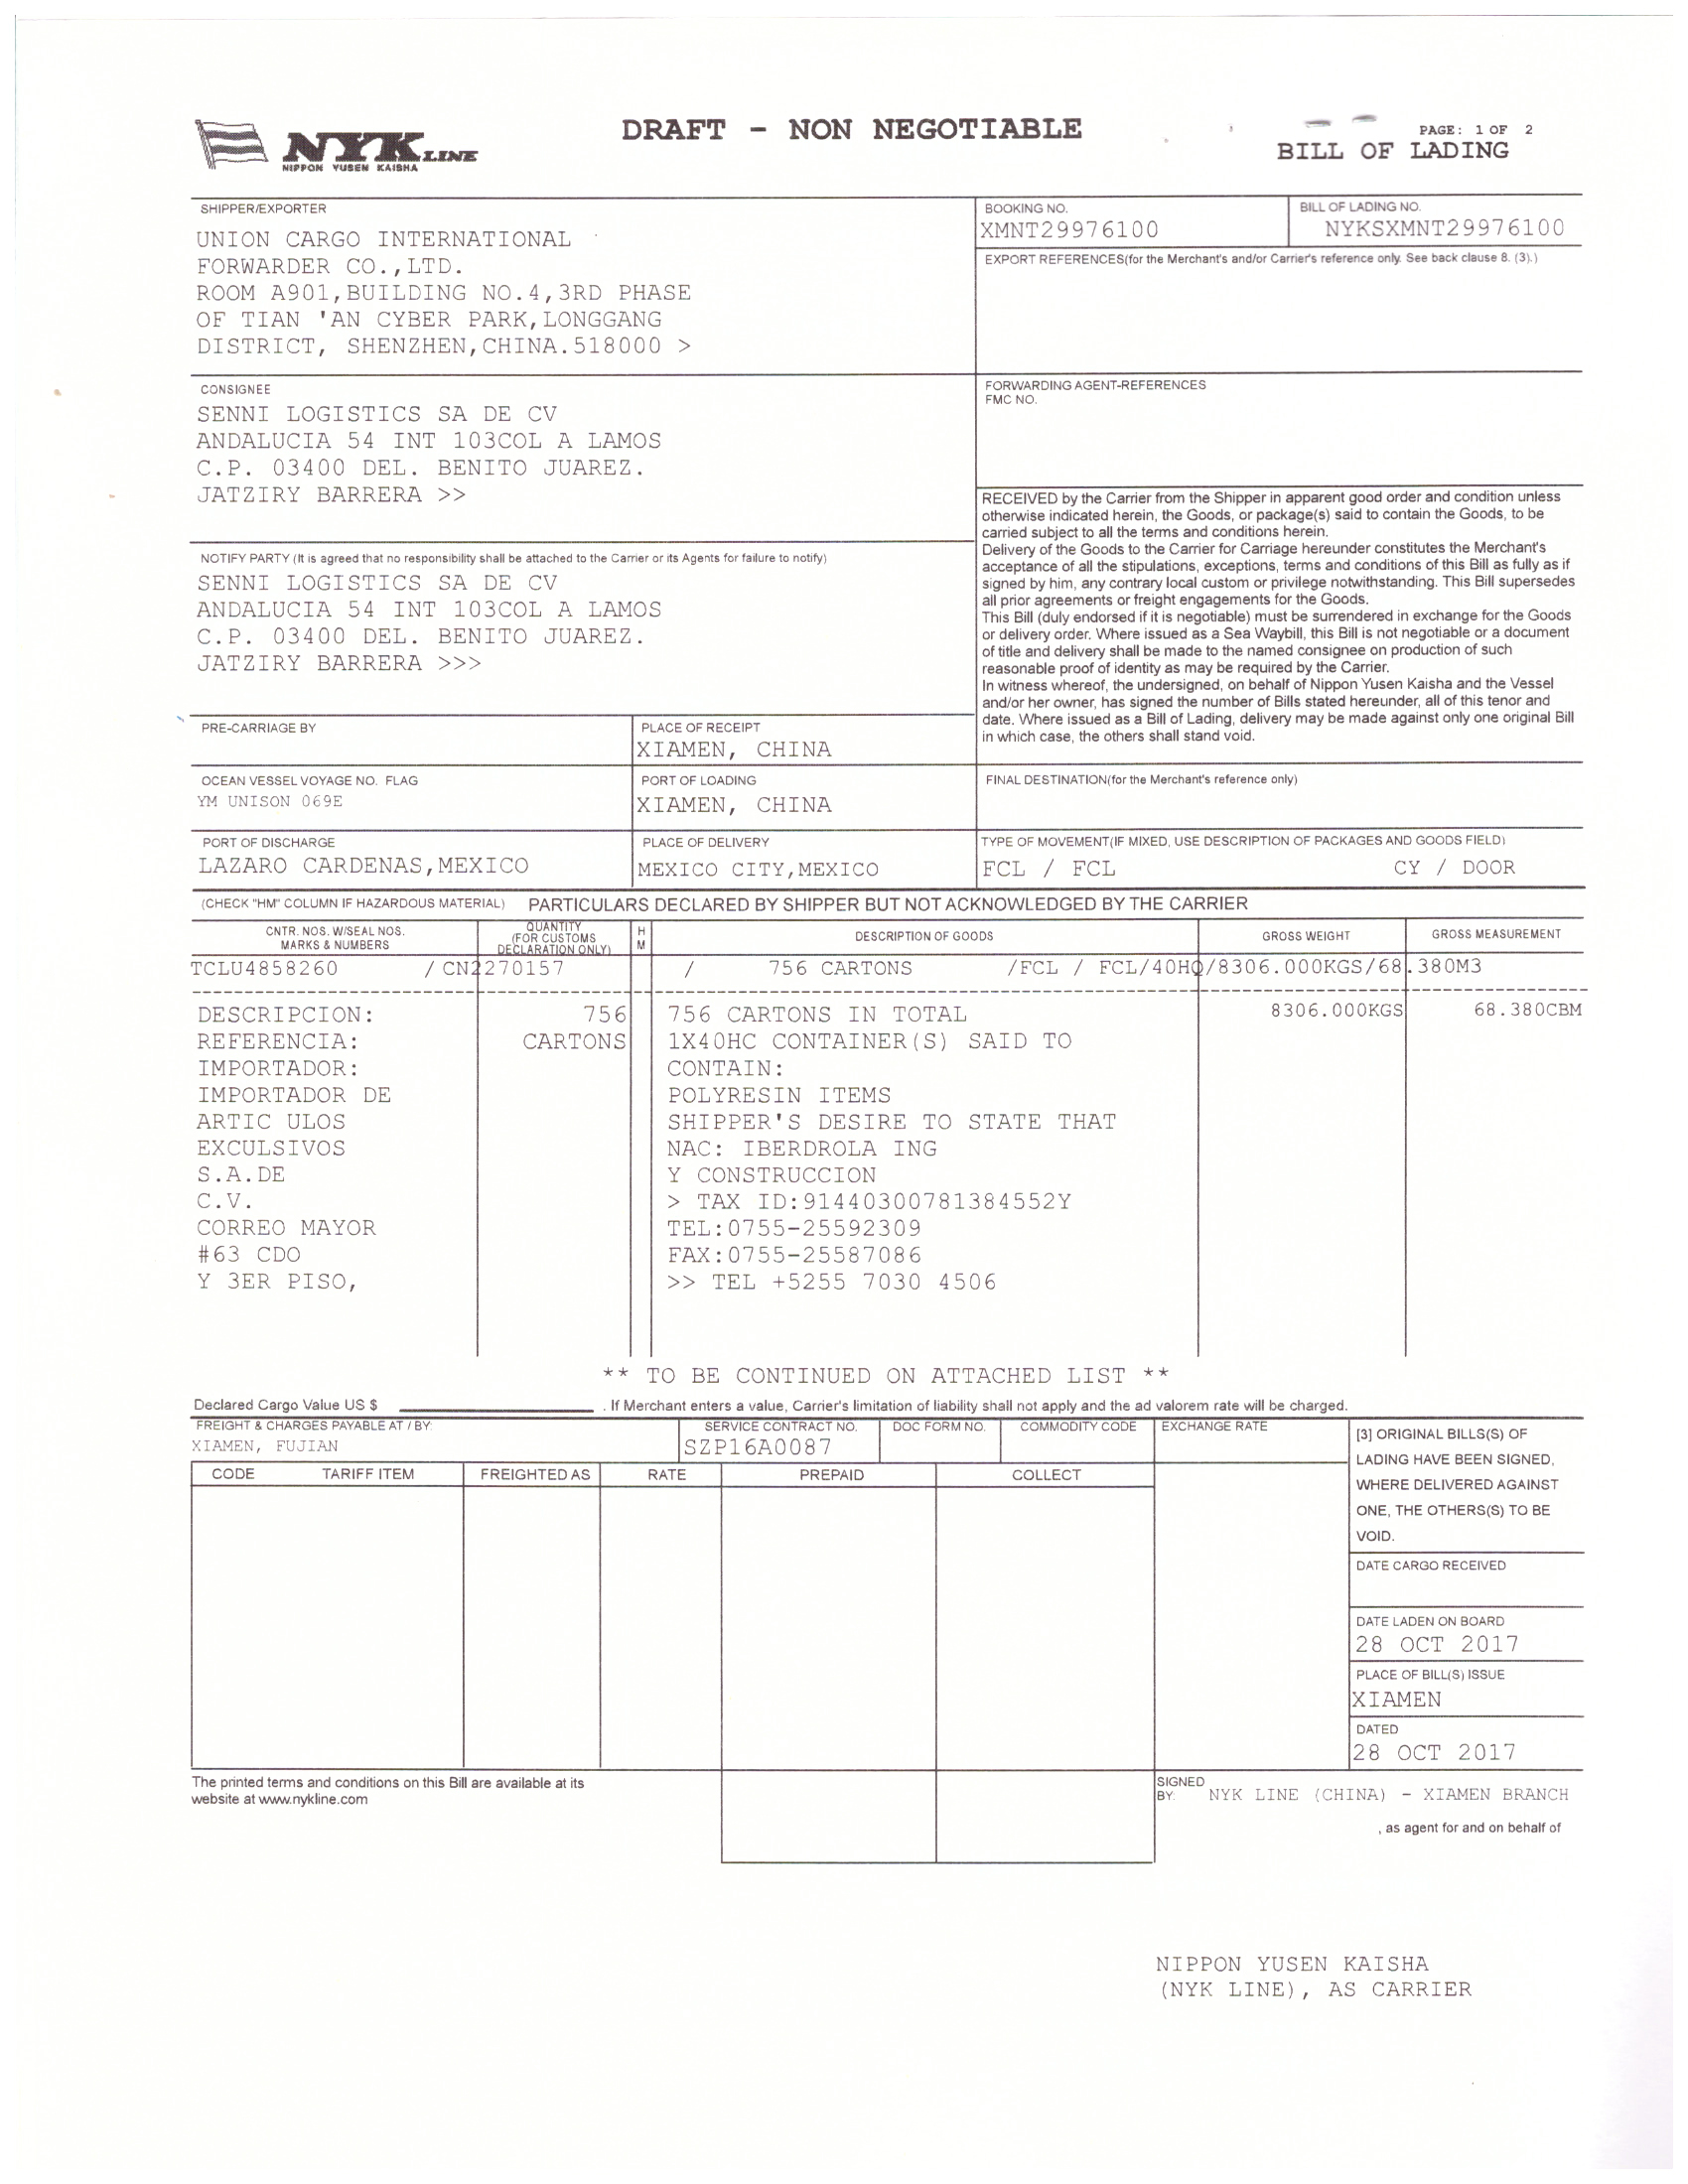 NYK LINE
NIPPON YUSEN KAISHA
DRAFT - NON NEGOTIABLE
PAGE: 1 OF 2
BILL OF LADING
SHIPPER/EXPORTER
UNION CARGO INTERNATIONAL
FORWARDER CO.,LTD.
ROOM A901,BUILDING NO.4,3RD PHASE
OF TIAN 'AN CYBER PARK,LONGGANG
DISTRICT, SHENZHEN,CHINA.518000 >
BOOKING NO.
XMNT29976100
BILL OF LADING NO.
NYKSXMNT29976100
EXPORT REFERENCES(for the Merchant's and/or Carrier's reference only. See back clause 8. (3).)
CONSIGNEE
SENNI LOGISTICS SA DE CV
ANDALUCIA 54 INT 103COL A LAMOS
C.P. 03400 DEL. BENITO JUAREZ.
JATZIRY BARRERA >>
FORWARDING AGENT-REFERENCES
FMC NO.
NOTIFY PARTY (It is agreed that no responsibility shall be attached to the Carrier or its Agents for failure to notify)
SENNI LOGISTICS SA DE CV
ANDALUCIA 54 INT 103COL A LAMOS
C.P. 03400 DEL. BENITO JUAREZ.
JATZIRY BARRERA >>>
RECEIVED by the Carrier from the Shipper in apparent good order and condition unless
otherwise indicated herein, the Goods, or package(s) said to contain the Goods, to be
carried subject to all the terms and conditions herein.
Delivery of the Goods to the Carrier for Carriage hereunder constitutes the Merchant's
acceptance of all the stipulations, exceptions, terms and conditions of this Bill as fully as if
signed by him, any contrary local custom or privilege notwithstanding. This Bill supersedes
all prior agreements or freight engagements for the Goods.
This Bill (duly endorsed if it is negotiable) must be surrendered in exchange for the Goods
or delivery order. Where issued as a Sea Waybill, this Bill is not negotiable or a document
of title and delivery shall be made to the named consignee on production of such
reasonable proof of identity as may be required by the Carrier.
In witness whereof, the undersigned, on behalf of Nippon Yusen Kaisha and the Vessel
and/or her owner, has signed the number of Bills stated hereunder, all of this tenor and
date. Where issued as a Bill of Lading, delivery may be made against only one original Bill
in which case, the others shall stand void.
PRE-CARRIAGE BY
PLACE OF RECEIPT
XIAMEN, CHINA
OCEAN VESSEL VOYAGE NO. FLAG
YM UNISON 069E
PORT OF LOADING
XIAMEN, CHINA
FINAL DESTINATION(for the Merchant's reference only)
PORT OF DISCHARGE
LAZARO CARDENAS,MEXICO
PLACE OF DELIVERY
MEXICO CITY,MEXICO
TYPE OF MOVEMENT(IF MIXED, USE DESCRIPTION OF PACKAGES AND GOODS FIELD)
FCL / FCL CY / DOOR
(CHECK "HM" COLUMN IF HAZARDOUS MATERIAL) PARTICULARS DECLARED BY SHIPPER BUT NOT ACKNOWLEDGED BY THE CARRIER
CNTR. NOS. W/SEAL NOS.
MARKS & NUMBERS
QUANTITY
(FOR CUSTOMS
DECLARATION ONLY)
H
M
DESCRIPTION OF GOODS
GROSS WEIGHT
GROSS MEASUREMENT
TCLU4858260 / CN2270157 / 756 CARTONS /FCL / FCL/40HQ/8306.000KGS/68.380M3
DESCRIPCION:
REFERENCIA:
IMPORTADOR:
IMPORTADOR DE
ARTIC ULOS
EXCULSIVOS
S.A.DE
C.V.
CORREO MAYOR
#63 CDO
Y 3ER PISO,
756
CARTONS
756 CARTONS IN TOTAL
1X40HC CONTAINER(S) SAID TO
CONTAIN:
POLYRESIN ITEMS
SHIPPER'S DESIRE TO STATE THAT
NAC: IBERDROLA ING
Y CONSTRUCCION
> TAX ID:91440300781384552Y
TEL:0755-25592309
FAX:0755-25587086
>> TEL +5255 7030 4506
8306.000KGS
68.380CBM
** TO BE CONTINUED ON ATTACHED LIST **
Declared Cargo Value US $ . If Merchant enters a value, Carrier's limitation of liability shall not apply and the ad valorem rate will be charged.
FREIGHT & CHARGES PAYABLE AT / BY:
XIAMEN, FUJIAN
SERVICE CONTRACT NO.
SZP16A0087
DOC FORM NO.
COMMODITY CODE
EXCHANGE RATE
CODE
TARIFF ITEM
FREIGHTED AS
RATE
PREPAID
COLLECT
[3] ORIGINAL BILLS(S) OF
LADING HAVE BEEN SIGNED,
WHERE DELIVERED AGAINST
ONE, THE OTHERS(S) TO BE
VOID.
DATE CARGO RECEIVED
DATE LADEN ON BOARD
28 OCT 2017
PLACE OF BILL(S) ISSUE
XIAMEN
DATED
28 OCT 2017
The printed terms and conditions on this Bill are available at its
website at www.nykline.com
SIGNED
BY: NYK LINE (CHINA) - XIAMEN BRANCH
, as agent for and on behalf of
NIPPON YUSEN KAISHA
(NYK LINE), AS CARRIER